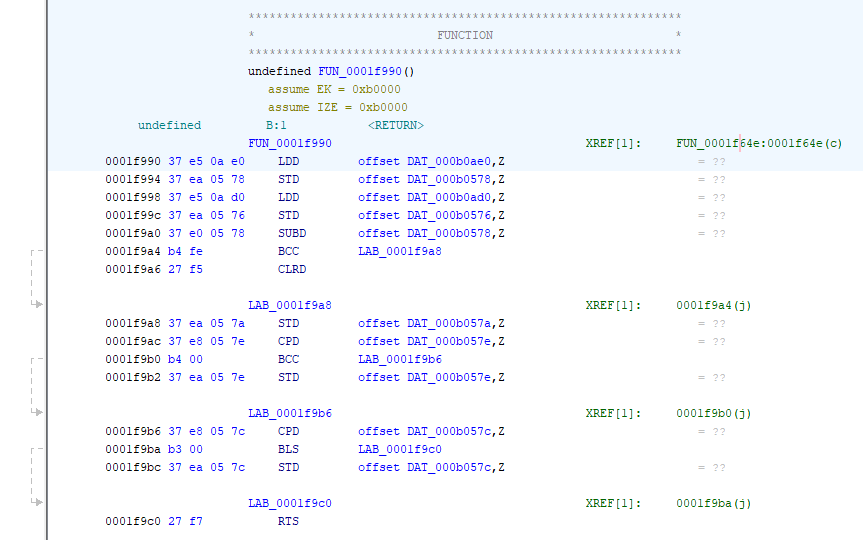 *************************************************************
* FUNCTION *
*************************************************************
undefined FUN_0001f990()
assume EK = 0xb0000
assume IZE = 0xb0000
undefined B:1 <RETURN>
FUN_0001f990 XREF[1]: FUN_0001f64e:0001f64e(c)
0001f990 37 e5 0a e0 LDD offset DAT_000b0ae0,Z = ??
0001f994 37 ea 05 78 STD offset DAT_000b0578,Z = ??
0001f998 37 e5 0a d0 LDD offset DAT_000b0ad0,Z = ??
0001f99c 37 ea 05 76 STD offset DAT_000b0576,Z = ??
0001f9a0 37 e0 05 78 SUBD offset DAT_000b0578,Z = ??
0001f9a4 b4 fe BCC LAB_0001f9a8
0001f9a6 27 f5 CLRD
LAB_0001f9a8 XREF[1]: 0001f9a4(j)
0001f9a8 37 ea 05 7a STD offset DAT_000b057a,Z = ??
0001f9ac 37 e8 05 7e CPD offset DAT_000b057e,Z = ??
0001f9b0 b4 00 BCC LAB_0001f9b6
0001f9b2 37 ea 05 7e STD offset DAT_000b057e,Z = ??
LAB_0001f9b6 XREF[1]: 0001f9b0(j)
0001f9b6 37 e8 05 7c CPD offset DAT_000b057c,Z = ??
0001f9ba b3 00 BLS LAB_0001f9c0
0001f9bc 37 ea 05 7c STD offset DAT_000b057c,Z = ??
LAB_0001f9c0 XREF[1]: 0001f9ba(j)
0001f9c0 27 f7 RTS